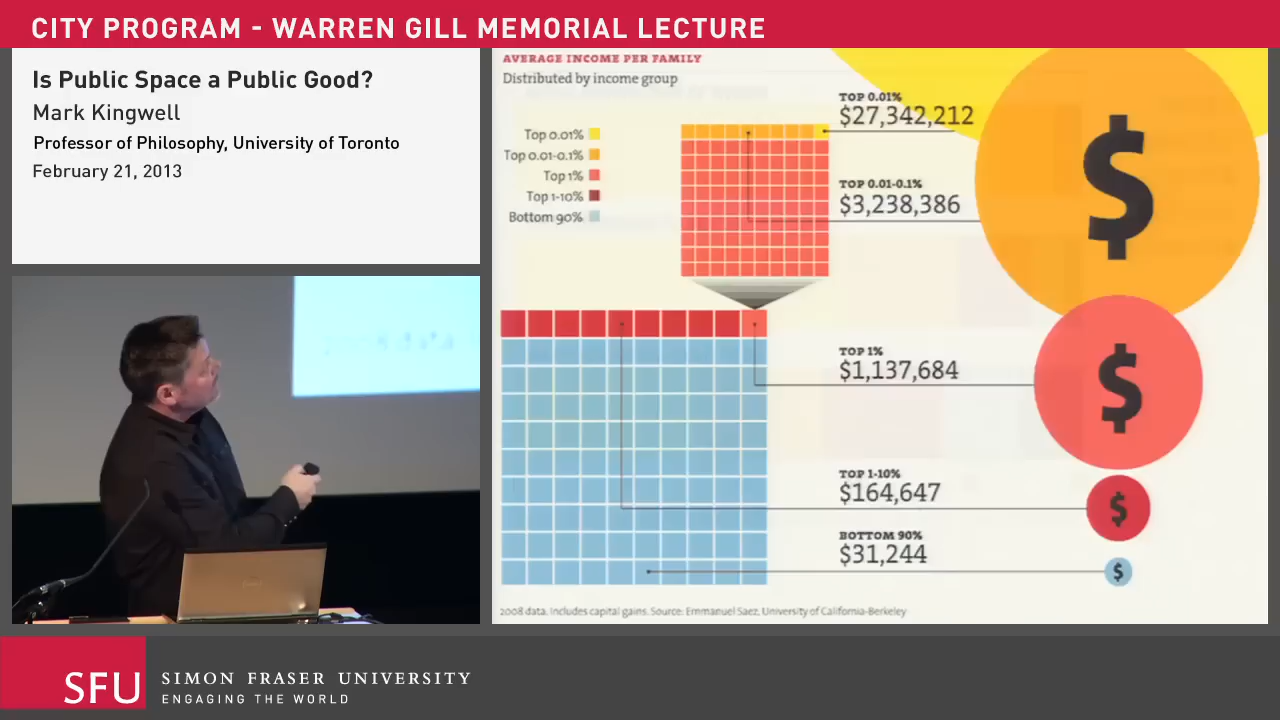 CITY PROGRAM - WARREN GILL MEMORIAL LECTURE
Is Public Space a Public Good?
Mark Kingwell
Professor of Philosophy, University of Toronto
February 21, 2013
AVERAGE INCOME PER FAMILY
Distributed by income group
Top 0.01%
Top 0.01-0.1%
Top 1%
Top 1-10%
Bottom 90%
TOP 0.01%
$27,342,212
TOP 0.01-0.1%
$3,238,386
TOP 1%
$1,137,684
TOP 1-10%
$164,647
BOTTOM 90%
$31,244
$
$
$
$
2008 data. Includes capital gains. Source: Emmanuel Saez, University of California-Berkeley
SFU
SIMON FRASER UNIVERSITY
ENGAGING THE WORLD